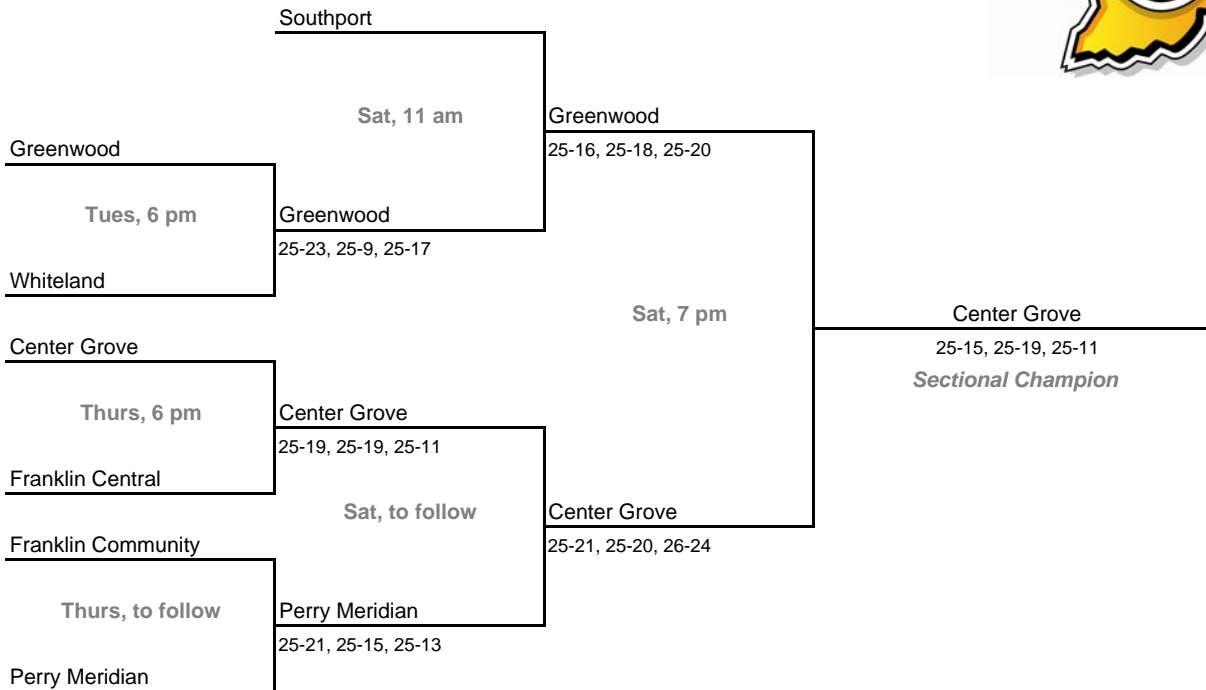 Southport
Sat, 11 am
Greenwood
Greenwood
25-16, 25-18, 25-20
Tues, 6 pm
Greenwood
25-23, 25-9, 25-17
Whiteland
Sat, 7 pm
Center Grove
Center Grove
25-15, 25-19, 25-11
Sectional Champion
Thurs, 6 pm
Center Grove
25-19, 25-19, 25-11
Franklin Central
Sat, to follow
Center Grove
Franklin Community
25-21, 25-20, 26-24
Thurs, to follow
Perry Meridian
25-21, 25-15, 25-13
Perry Meridian